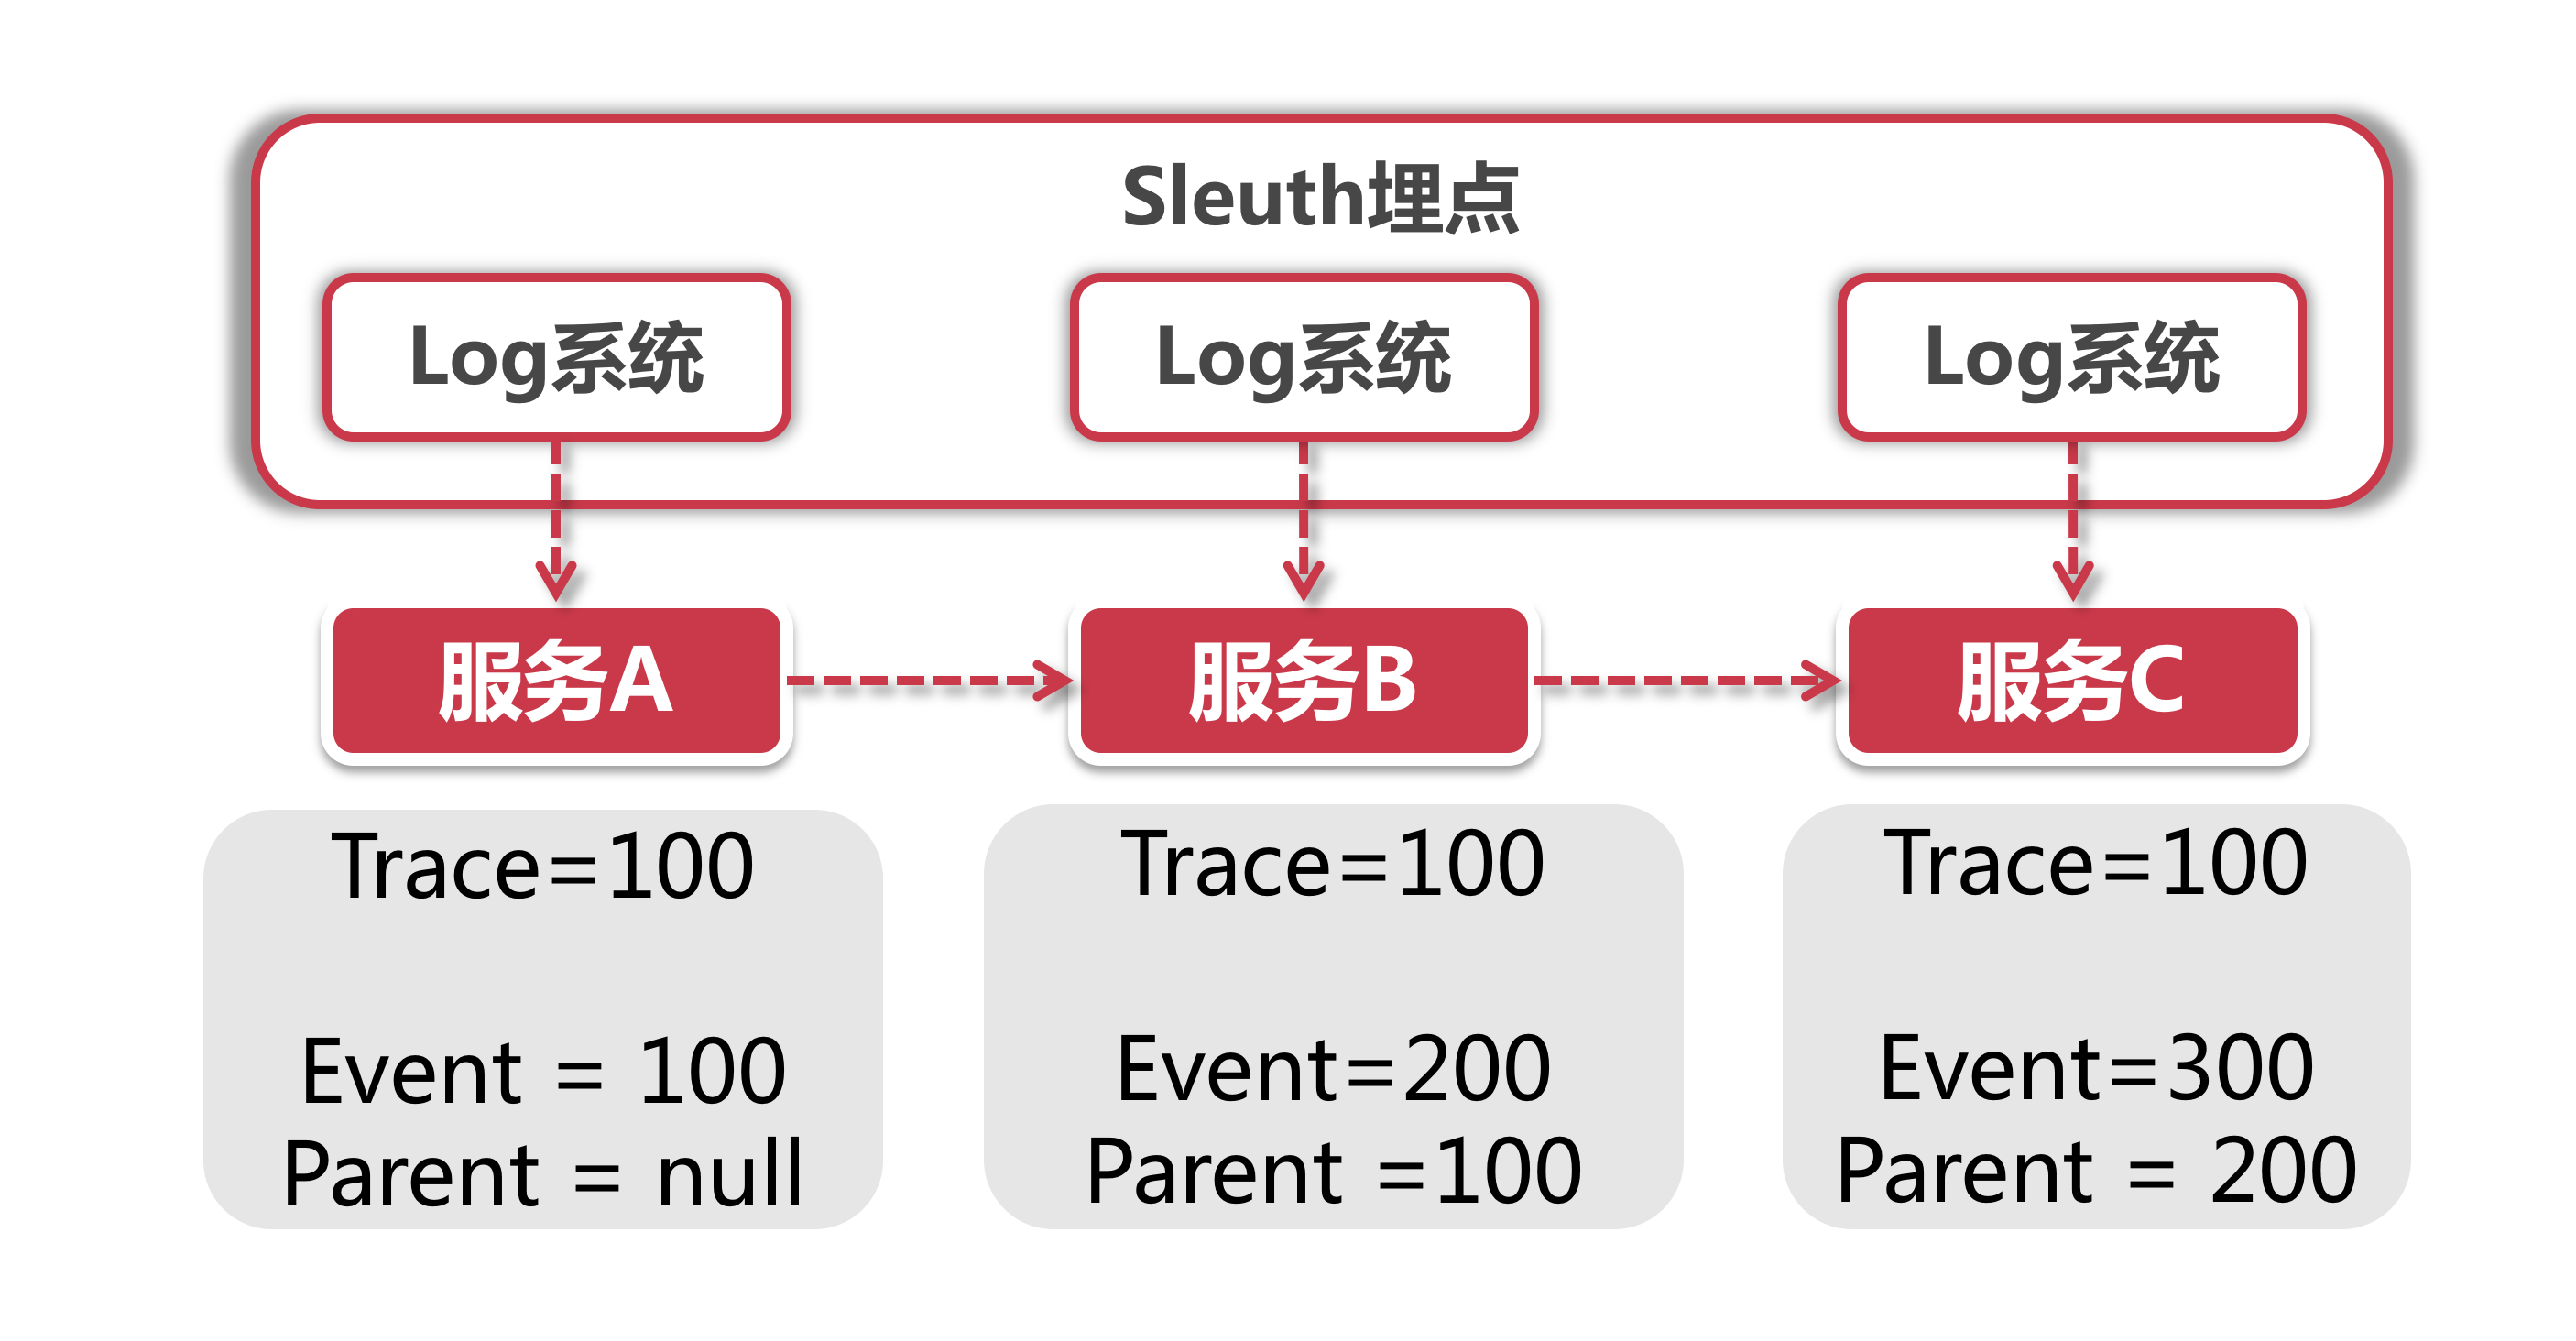 Sleuth埋点
Log系统
Log系统
Log系统
服务A
服务B
服务C
Trace=100
Event = 100
Parent = null
Trace=100
Event=200
Parent =100
Trace=100
Event=300
Parent = 200